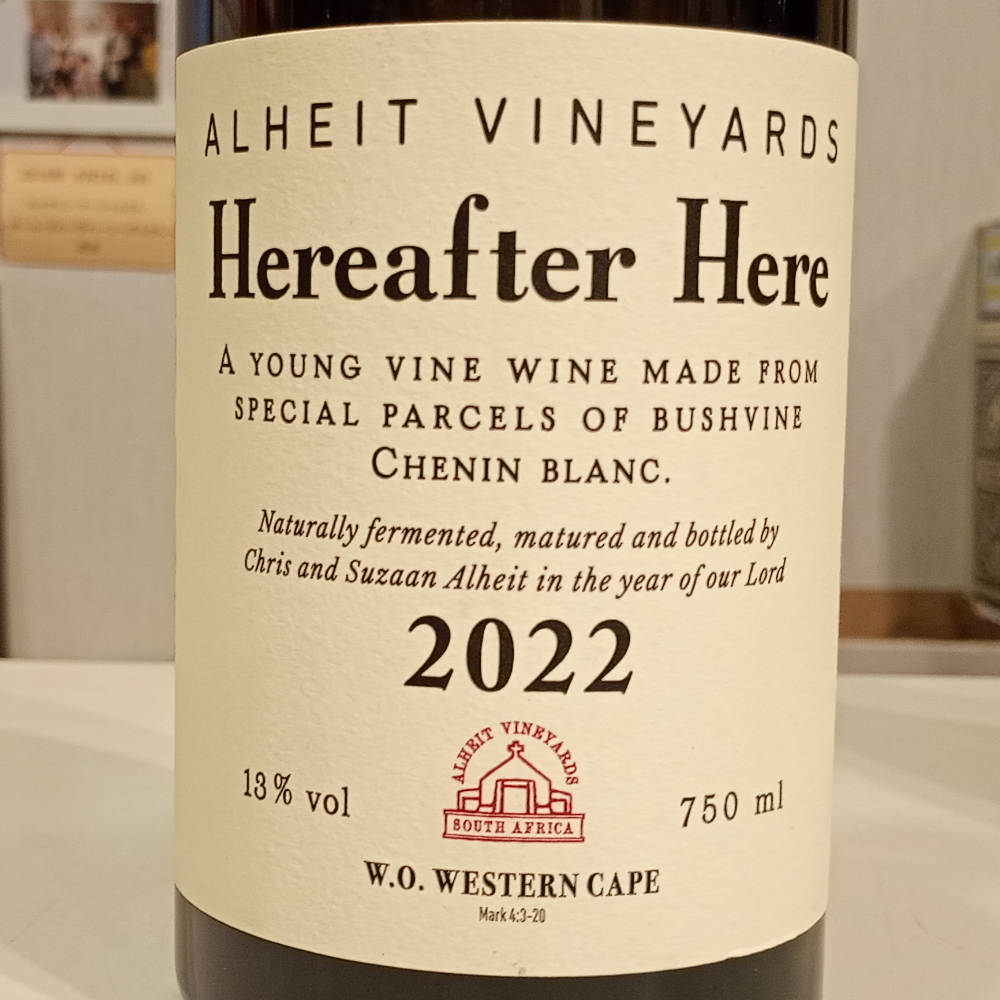 ALHEIT VINEYARDS
Hereafter Here
A YOUNG VINE WINE MADE FROM
SPECIAL PARCELS OF BUSHVINE
CHENIN BLANC.
Naturally fermented, matured and bottled by
Chris and Suzaan Alheit in the year of our Lord
2022
ALHEIT VINEYARDS
SOUTH AFRICA
13% vol
750 ml
W.O. WESTERN CAPE
Mark 4:3-20